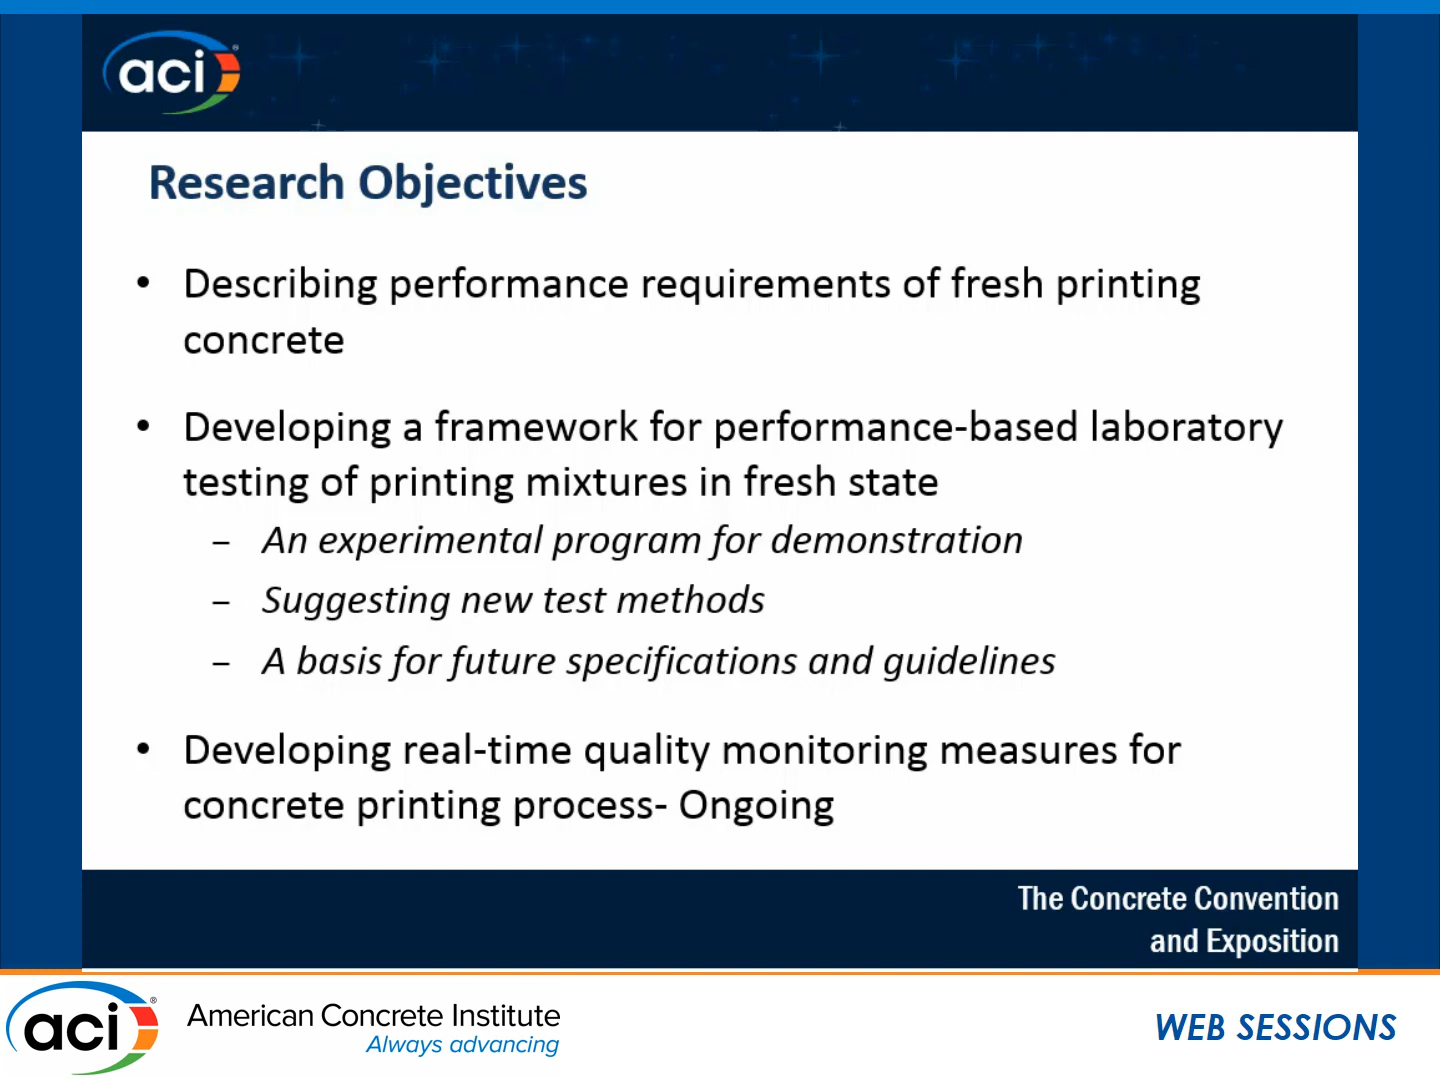 aci®
Research Objectives
• Describing performance requirements of fresh printing
concrete
• Developing a framework for performance-based laboratory
testing of printing mixtures in fresh state
– An experimental program for demonstration
– Suggesting new test methods
– A basis for future specifications and guidelines
• Developing real-time quality monitoring measures for
concrete printing process- Ongoing
The Concrete Convention
and Exposition
aci®
American Concrete Institute
Always advancing
WEB SESSIONS